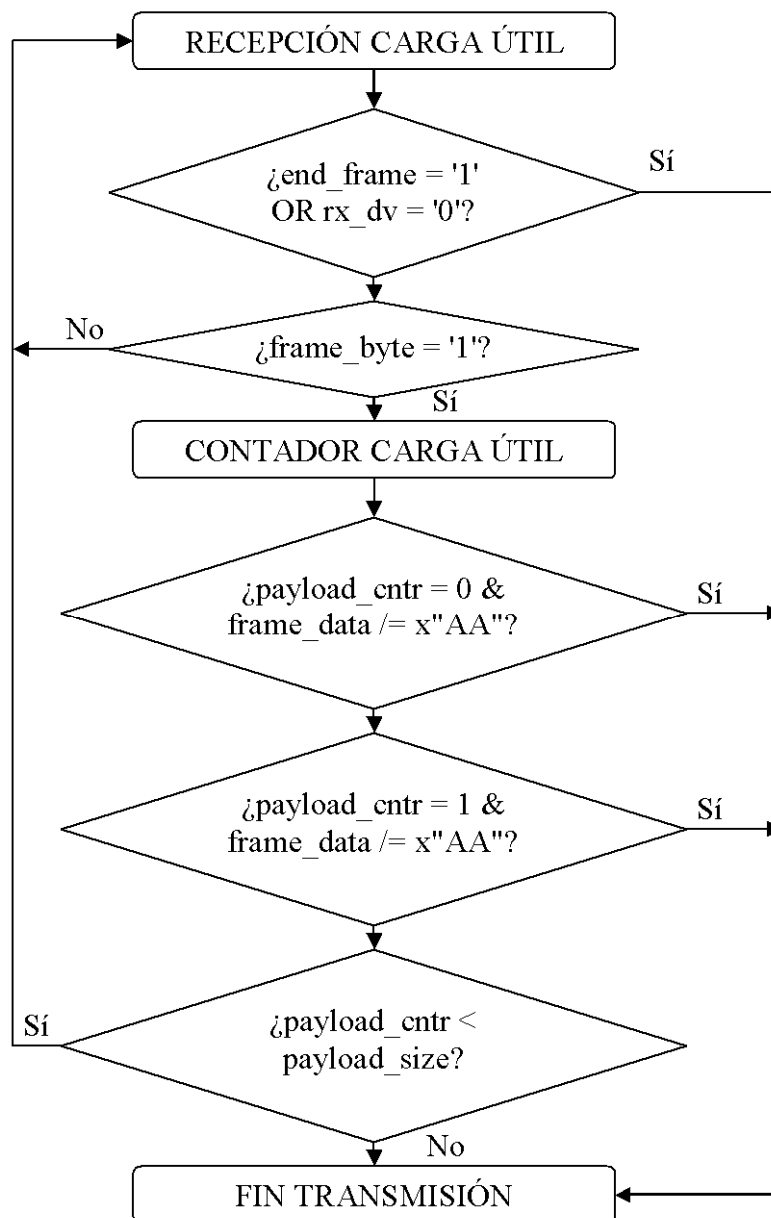 RECEPCIÓN CARGA ÚTIL
¿end_frame = '1'
OR rx_dv = '0'?
Sí
No
¿frame_byte = '1'?
Sí
CONTADOR CARGA ÚTIL
¿payload_cntr = 0 &
frame_data /= x"AA"?
Sí
¿payload_cntr = 1 &
frame_data /= x"AA"?
Sí
Sí
¿payload_cntr <
payload_size?
No
FIN TRANSMISIÓN